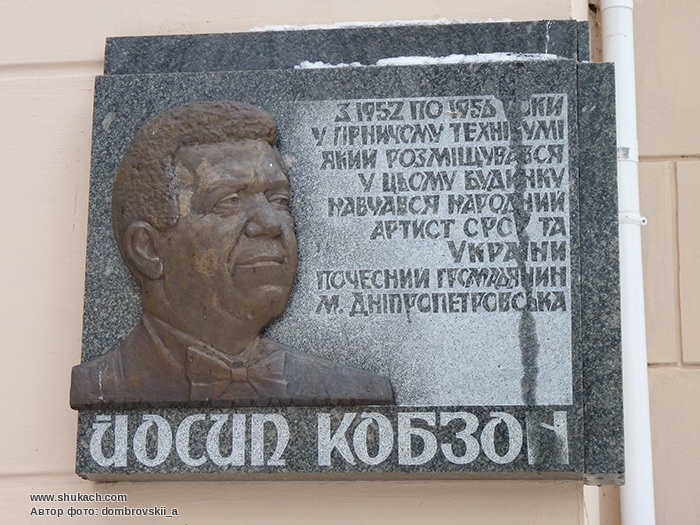 З 1952 ПО 1956 РОКИ
У ГІРНИЧОМУ ТЕХНІКУМІ
ЯКИЙ РОЗМІЩУВАВСЯ
У ЦЬОМУ БУДИНКУ
НАВЧАВСЯ НАРОДНИЙ
АРТИСТ СРСР ТА
УКРАЇНИ
ПОЧЕСНИЙ ГРОМАДЯНИН
М. ДНІПРОПЕТРОВСЬКА
ЙОСИП КОБЗОН
www.shukach.com
Автор фото: dombrovskii_a